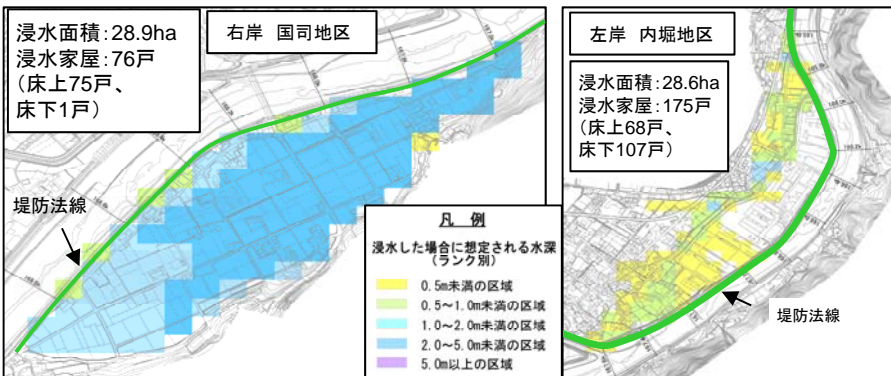 浸水面積:28.9ha
浸水家屋:76戸
(床上75戸、
床下1戸)
右岸 国司地区
堤防法線
凡 例
浸水した場合に想定される水深
(ランク別)
0.5m未満の区域
0.5～1.0m未満の区域
1.0～2.0m未満の区域
2.0～5.0m未満の区域
5.0m以上の区域
左岸 内堀地区
浸水面積:28.6ha
浸水家屋:175戸
(床上68戸、
床下107戸)
堤防法線